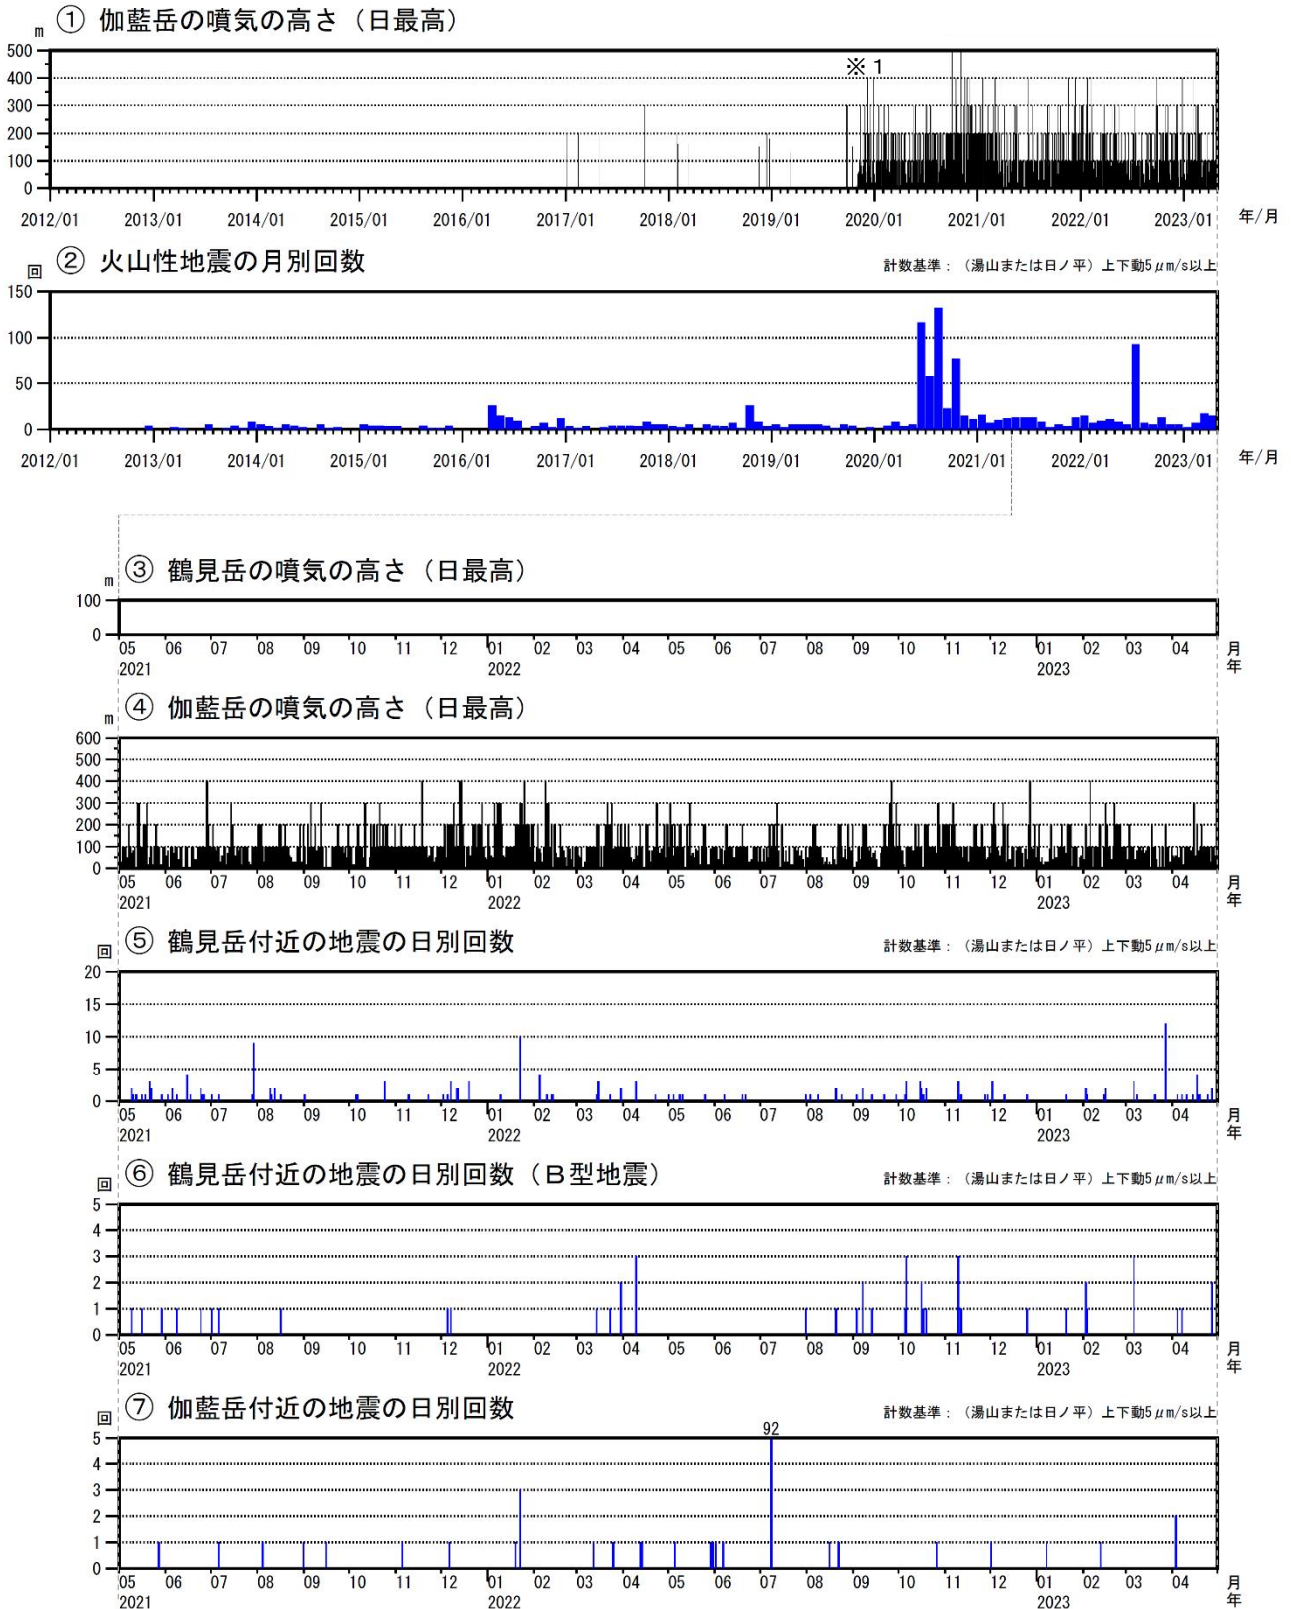 ① 伽藍岳の噴気の高さ（日最高）
m
500
400
300
200
100
0
※1
2012/01 2013/01 2014/01 2015/01 2016/01 2017/01 2018/01 2019/01 2020/01 2021/01 2022/01 2023/01 年/月
② 火山性地震の月別回数
計数基準：（湯山または日ノ平）上下動5μm/s以上
回
150
100
50
0
2012/01 2013/01 2014/01 2015/01 2016/01 2017/01 2018/01 2019/01 2020/01 2021/01 2022/01 2023/01 年/月
③ 鶴見岳の噴気の高さ（日最高）
m
100
0
05 06 07 08 09 10 11 12 01 02 03 04 05 06 07 08 09 10 11 12 01 02 03 04 月
2021 2022 2023 年
④ 伽藍岳の噴気の高さ（日最高）
m
600
500
400
300
200
100
0
05 06 07 08 09 10 11 12 01 02 03 04 05 06 07 08 09 10 11 12 01 02 03 04 月
2021 2022 2023 年
⑤ 鶴見岳付近の地震の日別回数
計数基準：（湯山または日ノ平）上下動5μm/s以上
回
20
15
10
5
0
05 06 07 08 09 10 11 12 01 02 03 04 05 06 07 08 09 10 11 12 01 02 03 04 月
2021 2022 2023 年
⑥ 鶴見岳付近の地震の日別回数（Ｂ型地震）
計数基準：（湯山または日ノ平）上下動5μm/s以上
回
5
4
3
2
1
0
05 06 07 08 09 10 11 12 01 02 03 04 05 06 07 08 09 10 11 12 01 02 03 04 月
2021 2022 2023 年
⑦ 伽藍岳付近の地震の日別回数
計数基準：（湯山または日ノ平）上下動5μm/s以上
回
92
5
4
3
2
1
0
05 06 07 08 09 10 11 12 01 02 03 04 05 06 07 08 09 10 11 12 01 02 03 04 月
2021 2022 2023 年